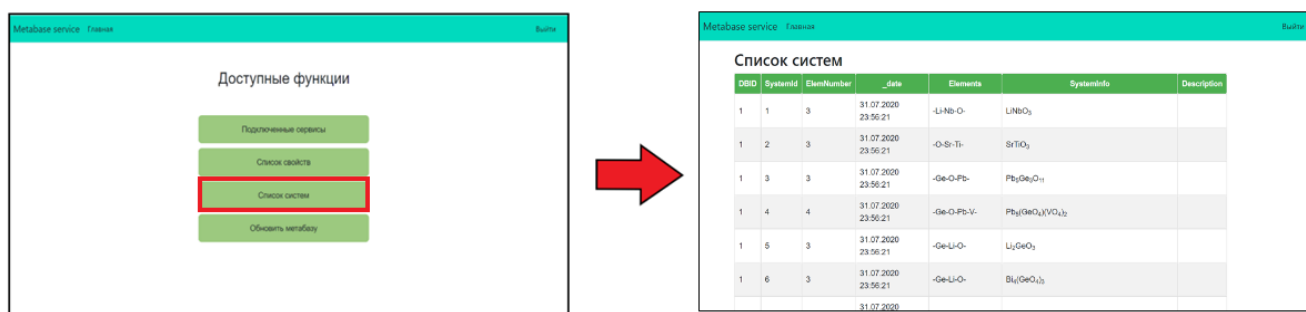 Metabase service Главная Выйти
Доступные функции
Подключенные сервисы
Список свойств
Список систем
Обновить метабазу
Metabase service Главная Выйти
Список систем
DBID SystemId ElemNumber _date Elements SystemInfo Description
1 1 3 31.07.2020 23:56:21 -Li-Nb-O- LiNbO₃
1 2 3 31.07.2020 23:56:21 -O-Sr-Ti- SrTiO₃
1 3 3 31.07.2020 23:56:21 -Ge-O-Pb- Pb₅Ge₃O₁₁
1 4 4 31.07.2020 23:56:21 -Ge-O-Pb-V- Pb₅(GeO₄)(VO₄)₂
1 5 3 31.07.2020 23:56:21 -Ge-Li-O- Li₂GeO₃
1 6 3 31.07.2020 23:56:21 -Ge-Li-O- Bi₄(GeO₄)₃
31.07.2020